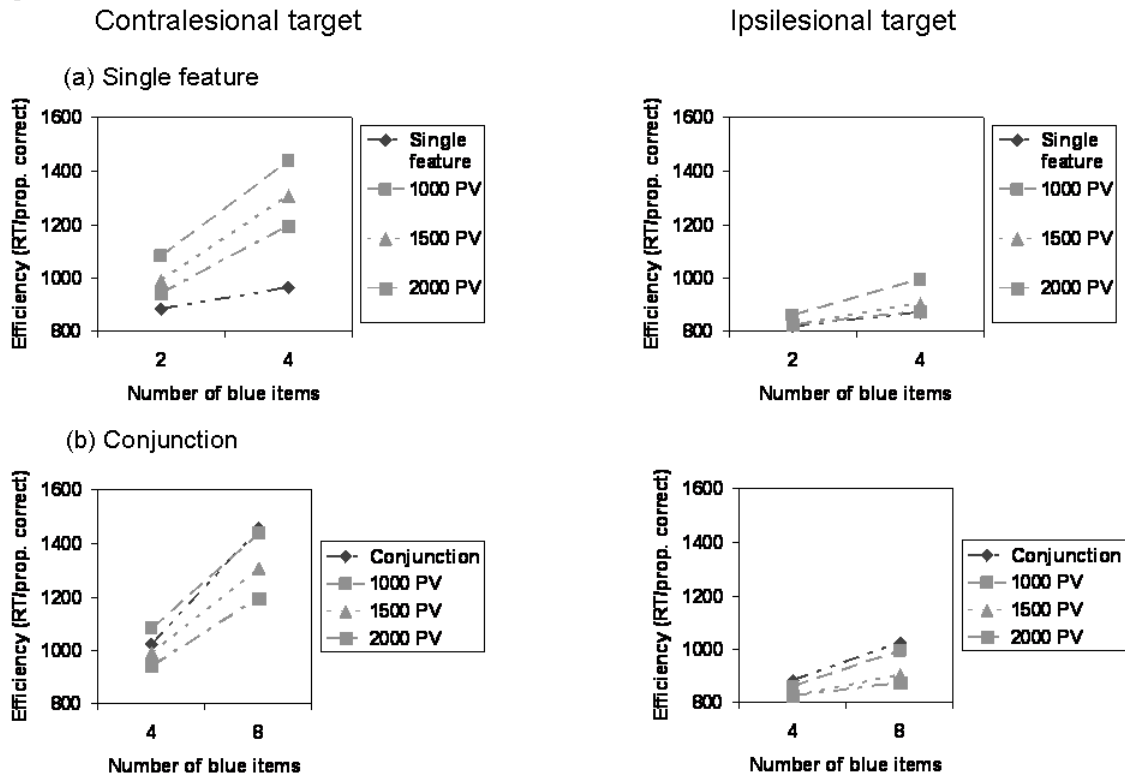 Contralesional target
Ipsilesional target
(a) Single feature
Efficiency (RT/prop. correct)
1600
1400
1200
1000
800
2
4
Number of blue items
Single
feature
1000 PV
1500 PV
2000 PV
Efficiency (RT/prop. correct)
1600
1400
1200
1000
800
2
4
Number of blue items
Single
feature
1000 PV
1500 PV
2000 PV
(b) Conjunction
Efficiency (RT/prop. correct)
1600
1400
1200
1000
800
4
8
Number of blue items
Conjunction
1000 PV
1500 PV
2000 PV
Efficiency (RT/prop. correct)
1600
1400
1200
1000
800
4
8
Number of blue items
Conjunction
1000 PV
1500 PV
2000 PV